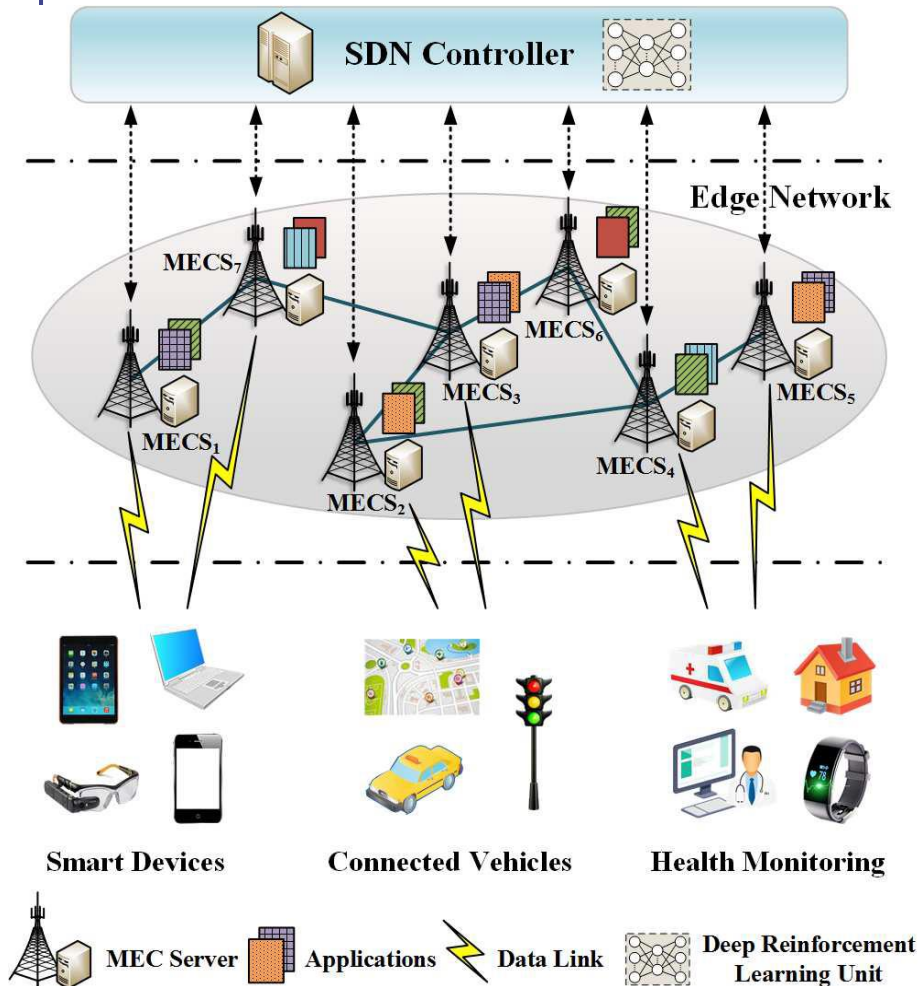 SDN Controller
Edge Network
MECS₇
MECS₆
MECS₃
MECS₅
MECS₁
MECS₄
MECS₂
Smart Devices
Connected Vehicles
Health Monitoring
MEC Server
Applications
Data Link
Deep Reinforcement
Learning Unit